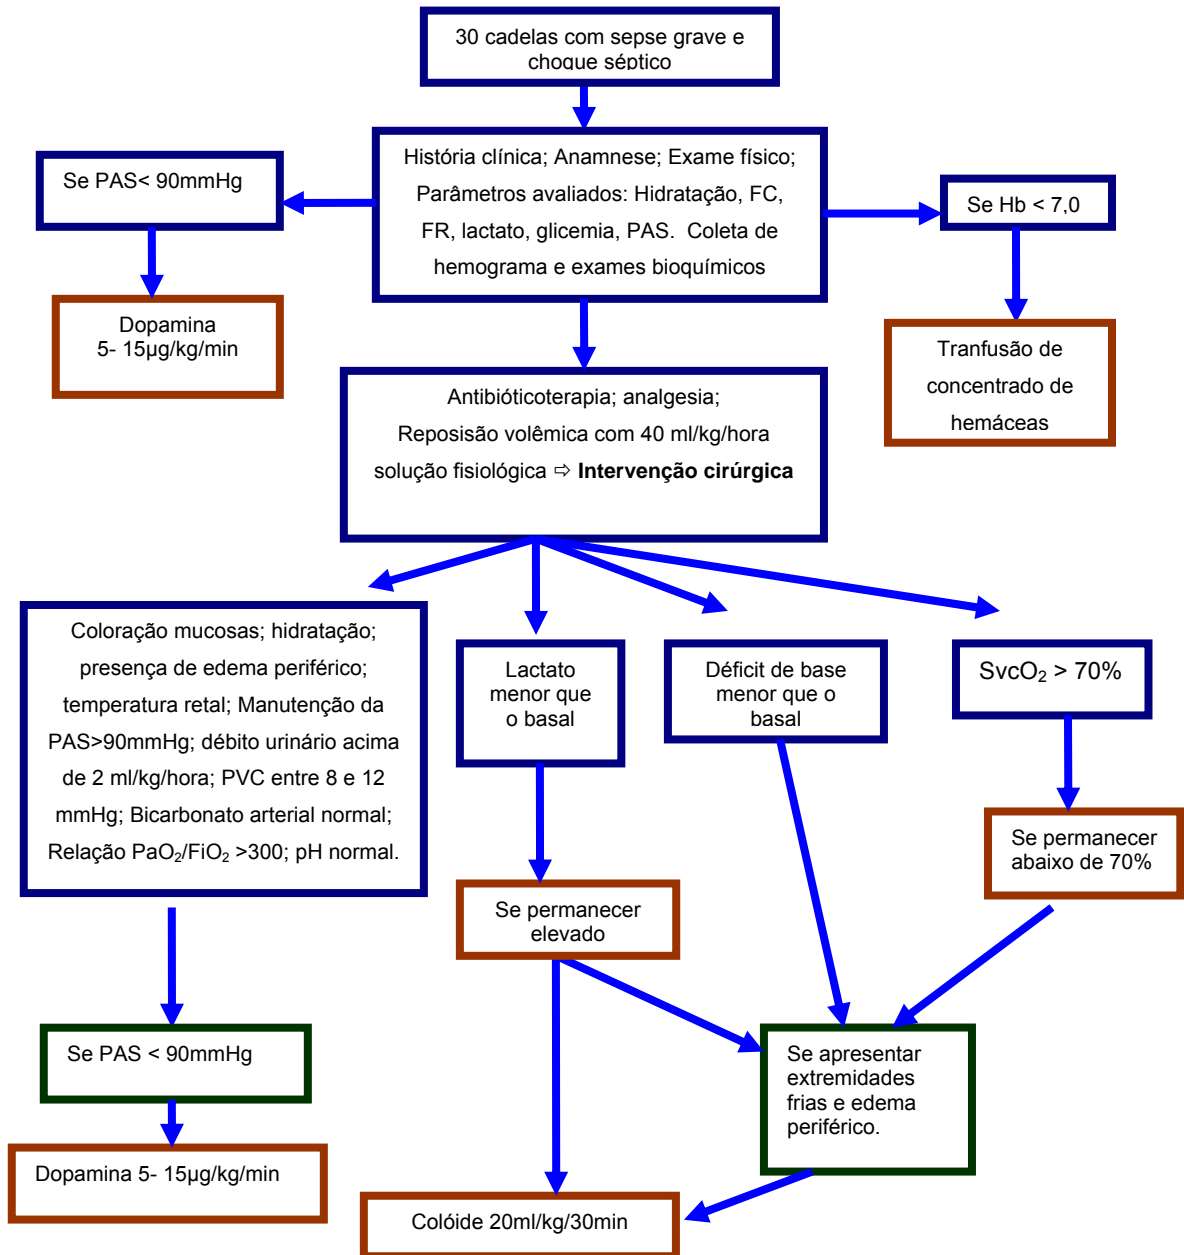 30 cadelas com sepse grave e
choque séptico
História clínica; Anamnese; Exame físico;
Parâmetros avaliados: Hidratação, FC,
FR, lactato, glicemia, PAS. Coleta de
hemograma e exames bioquímicos
Se PAS< 90mmHg
Se Hb < 7,0
Dopamina
5- 15µg/kg/min
Tranfusão de
concentrado de
hemáceas
Antibióticoterapia; analgesia;
Reposisão volêmica com 40 ml/kg/hora
solução fisiológica ⇨ Intervenção cirúrgica
Coloração mucosas; hidratação;
presença de edema periférico;
temperatura retal; Manutenção da
PAS>90mmHg; débito urinário acima
de 2 ml/kg/hora; PVC entre 8 e 12
mmHg; Bicarbonato arterial normal;
Relação PaO₂/FiO₂ >300; pH normal.
Lactato
menor que
o basal
Déficit de base
menor que o
basal
SvcO₂ > 70%
Se permanecer
elevado
Se permanecer
abaixo de 70%
Se PAS < 90mmHg
Se apresentar
extremidades
frias e edema
periférico.
Dopamina 5- 15µg/kg/min
Colóide 20ml/kg/30min